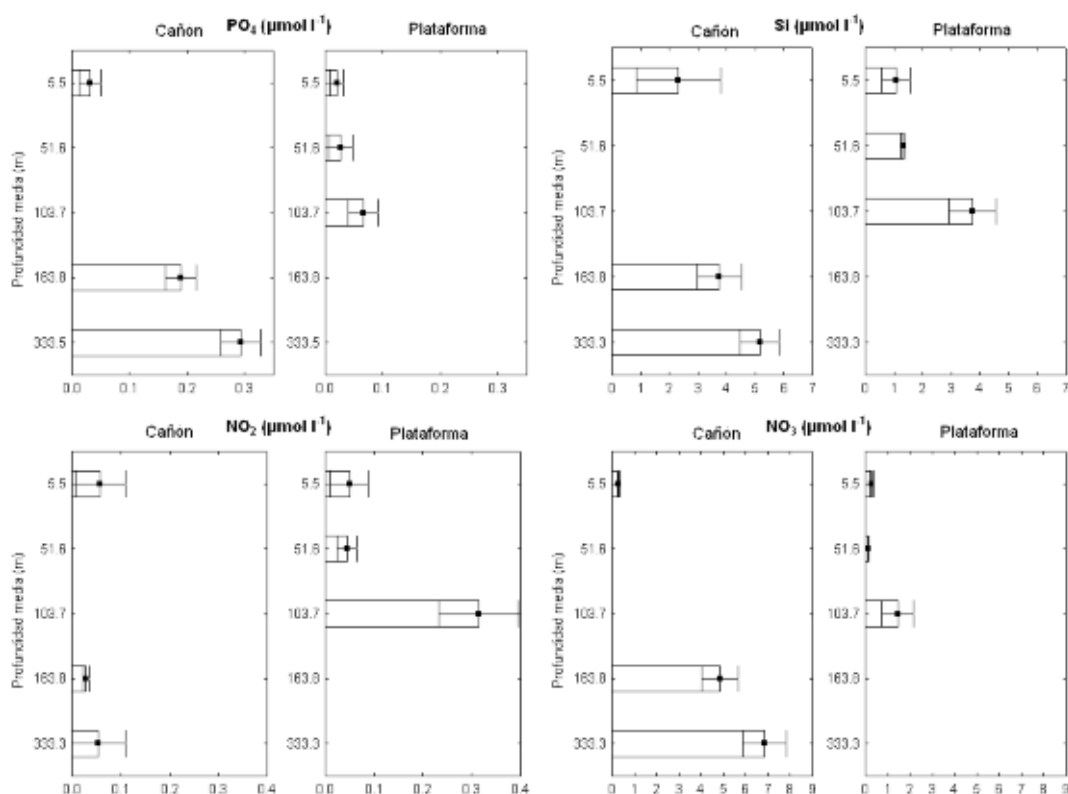 PO₄ (µmol l⁻¹)
Cañón Plataforma
Profundidad media (m)
5.5
51.6
103.7
163.8
333.5
5.5
51.6
103.7
163.8
333.5
0.0 0.1 0.2 0.3 0.0 0.1 0.2 0.3
Si (µmol l⁻¹)
Cañón Plataforma
Profundidad media (m)
5.5
51.6
103.7
163.8
333.3
5.5
51.6
103.7
163.8
333.3
0 1 2 3 4 5 6 7 0 1 2 3 4 5 6 7
NO₂ (µmol l⁻¹)
Cañón Plataforma
Profundidad media (m)
5.5
51.6
103.7
163.8
333.3
5.5
51.6
103.7
163.8
333.3
0.0 0.1 0.2 0.3 0.4 0.0 0.1 0.2 0.3 0.4
NO₃ (µmol l⁻¹)
Cañón Plataforma
Profundidad media (m)
5.5
51.6
103.7
163.8
333.3
5.5
51.6
103.7
163.8
333.3
0 1 2 3 4 5 6 7 8 9 0 1 2 3 4 5 6 7 8 9